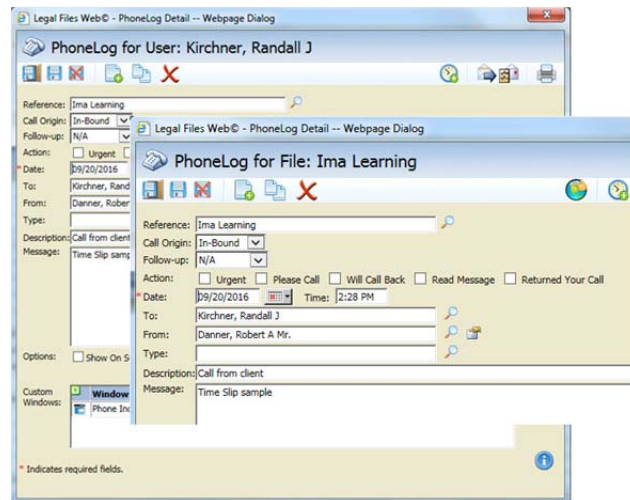 Legal Files Web© - PhoneLog Detail -- Webpage Dialog
PhoneLog for User: Kirchner, Randall J
Reference: Ima Learning
Call Origin: In-Bound
Follow-up: N/A
Action: Urgent
* Date: 09/20/2016
To: Kirchner, Rand
From: Danner, Rober
Type:
Description: Call from client
Message: Time Slip samp
Options: Show On S
Custom Windows: Window
Phone In
* Indicates required fields.
Legal Files Web© - PhoneLog Detail -- Webpage Dialog
PhoneLog for File: Ima Learning
Reference: Ima Learning
Call Origin: In-Bound
Follow-up: N/A
Action: Urgent Please Call Will Call Back Read Message Returned Your Call
* Date: 09/20/2016 Time: 2:28 PM
To: Kirchner, Randall J
From: Danner, Robert A Mr.
Type:
Description: Call from client
Message: Time Slip sample